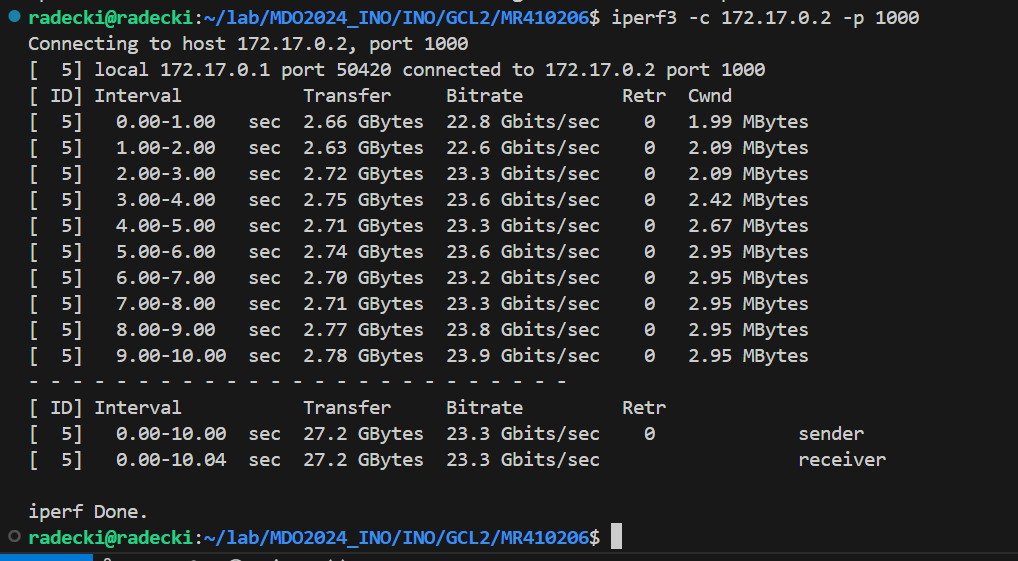 radecki@radecki:~/lab/MDO2024_INO/INO/GCL2/MR410206$ iperf3 -c 172.17.0.2 -p 1000
Connecting to host 172.17.0.2, port 1000
[  5] local 172.17.0.1 port 50420 connected to 172.17.0.2 port 1000
[ ID] Interval           Transfer     Bitrate         Retr  Cwnd
[  5]   0.00-1.00   sec  2.66 GBytes  22.8 Gbits/sec    0   1.99 MBytes
[  5]   1.00-2.00   sec  2.63 GBytes  22.6 Gbits/sec    0   2.09 MBytes
[  5]   2.00-3.00   sec  2.72 GBytes  23.3 Gbits/sec    0   2.09 MBytes
[  5]   3.00-4.00   sec  2.75 GBytes  23.6 Gbits/sec    0   2.42 MBytes
[  5]   4.00-5.00   sec  2.71 GBytes  23.3 Gbits/sec    0   2.67 MBytes
[  5]   5.00-6.00   sec  2.74 GBytes  23.6 Gbits/sec    0   2.95 MBytes
[  5]   6.00-7.00   sec  2.70 GBytes  23.2 Gbits/sec    0   2.95 MBytes
[  5]   7.00-8.00   sec  2.71 GBytes  23.3 Gbits/sec    0   2.95 MBytes
[  5]   8.00-9.00   sec  2.77 GBytes  23.8 Gbits/sec    0   2.95 MBytes
[  5]   9.00-10.00  sec  2.78 GBytes  23.9 Gbits/sec    0   2.95 MBytes
- - - - - - - - - - - - - - - - - - - - - - - - -
[ ID] Interval           Transfer     Bitrate         Retr
[  5]   0.00-10.00  sec  27.2 GBytes  23.3 Gbits/sec    0             sender
[  5]   0.00-10.04  sec  27.2 GBytes  23.3 Gbits/sec                  receiver
iperf Done.
radecki@radecki:~/lab/MDO2024_INO/INO/GCL2/MR410206$